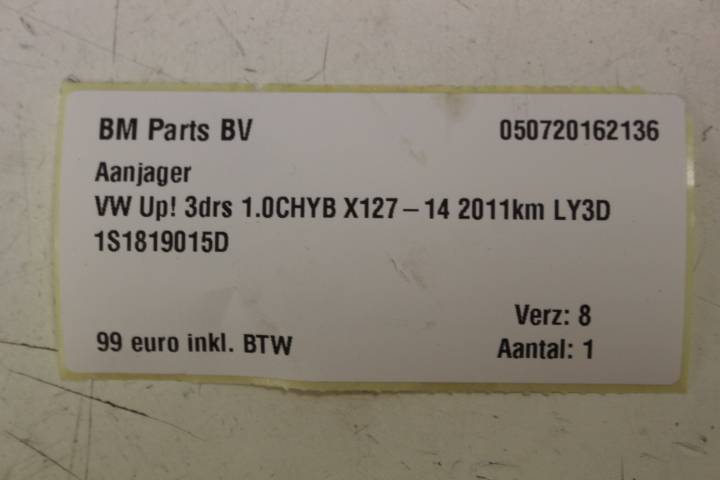 BM Parts BV 050720162136
Aanjager
VW Up! 3drs 1.0CHYB X127 – 14 2011km LY3D
1S1819015D
Verz: 8
99 euro inkl. BTW Aantal: 1